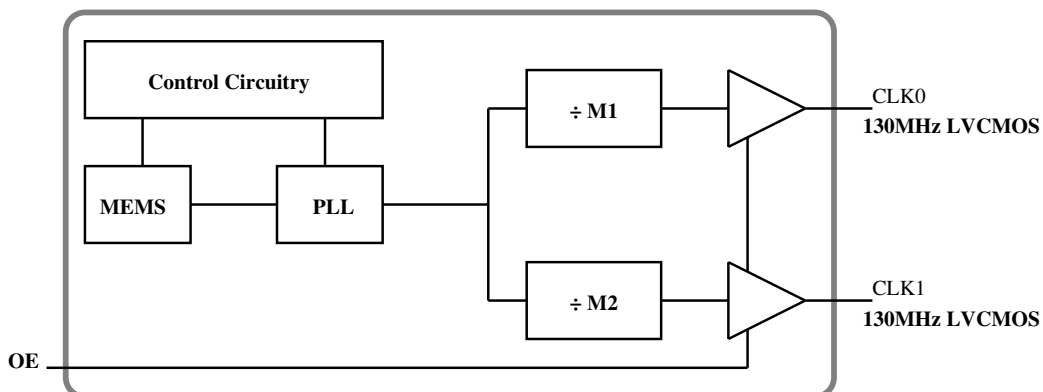 Control Circuitry
MEMS
PLL
÷ M1
÷ M2
CLK0
130MHz LVCMOS
CLK1
130MHz LVCMOS
OE